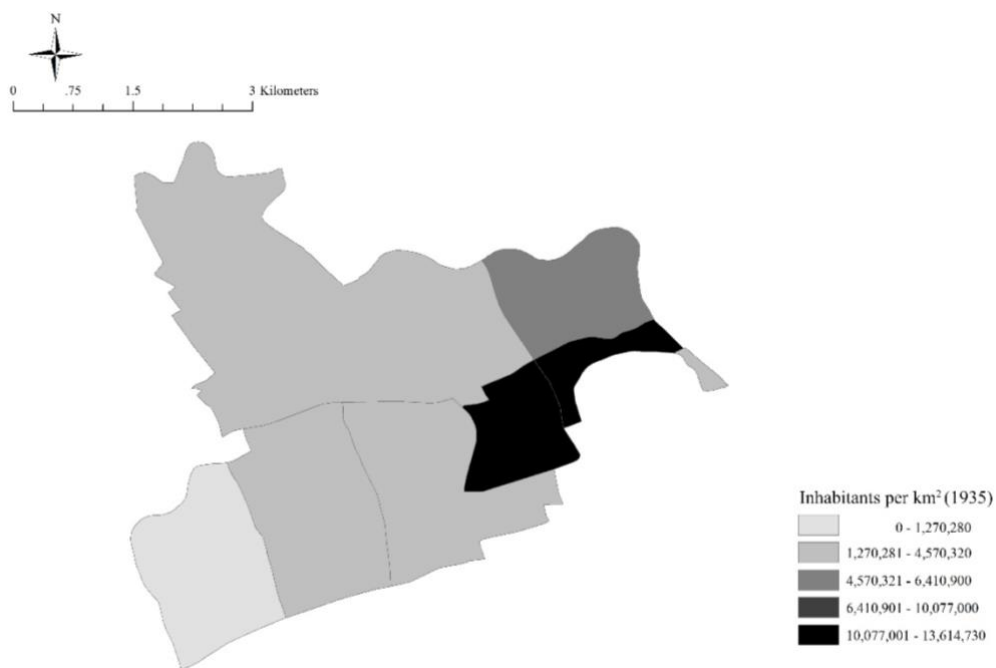 N
0 .75 1.5 3 Kilometers
Inhabitants per km² (1935)
0 - 1,270,280
1,270,281 - 4,570,320
4,570,321 - 6,410,900
6,410,901 - 10,077,000
10,077,001 - 13,614,730